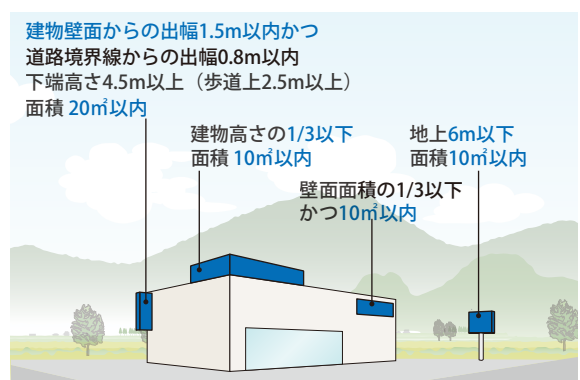 建物壁面からの出幅1.5m以内かつ
道路境界線からの出幅0.8m以内
下端高さ4.5m以上（歩道上2.5m以上）
面積 20㎡以内
建物高さの1/3以下
面積 10㎡以内
地上6m以下
面積10㎡以内
壁面面積の1/3以下
かつ10㎡以内